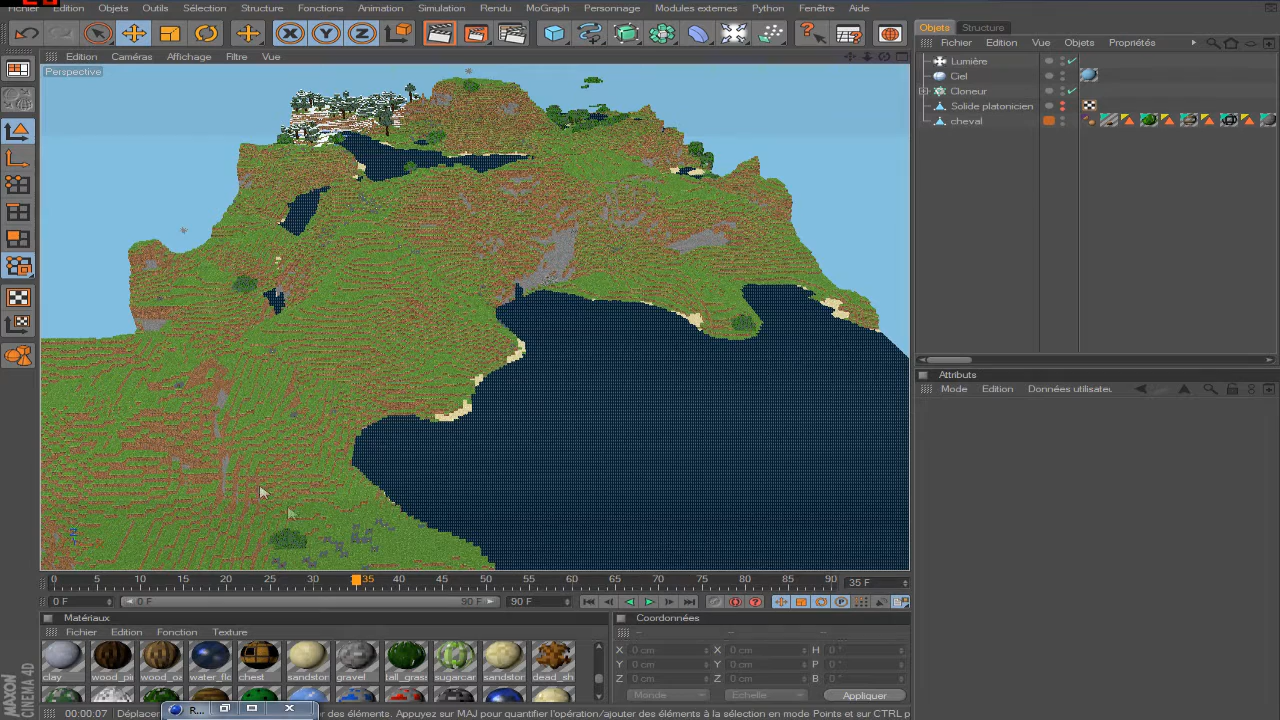 Fichier Edition Objets Outils Sélection Structure Fonctions Animation Simulation Rendu MoGraph Personnage Modules externes Python Fenêtre Aide
X Y Z
Edition Caméras Affichage Filtre Vue
Perspective
Objets Structure
Fichier Edition Vue Objets Propriétés
Lumière
Ciel
Cloneur
Solide platonicien
cheval
Attributs
Mode Edition Données utilisateur
0 5 10 15 20 25 30 35 40 45 50 55 60 65 70 75 80 85 90 35 F
0 F 0 F 90 F 90 F
Matériaux
Fichier Edition Fonction Texture
clay wood_pi wood_oa water_flo chest sandston gravel tall_grass sugarcan sandston dead_sh
Coordonnées
X 0 cm X 0 cm H 0 °
Y 0 cm Y 0 cm P 0 °
Z 0 cm Z 0 cm B 0 °
Monde Echelle Appliquer
MAXON
CINEMA 4D
00:00:07 Déplacer
R...
des éléments. Appuyez sur MAJ pour quantifier l'opération/ajouter des éléments à la sélection en mode Points et sur CTRL p